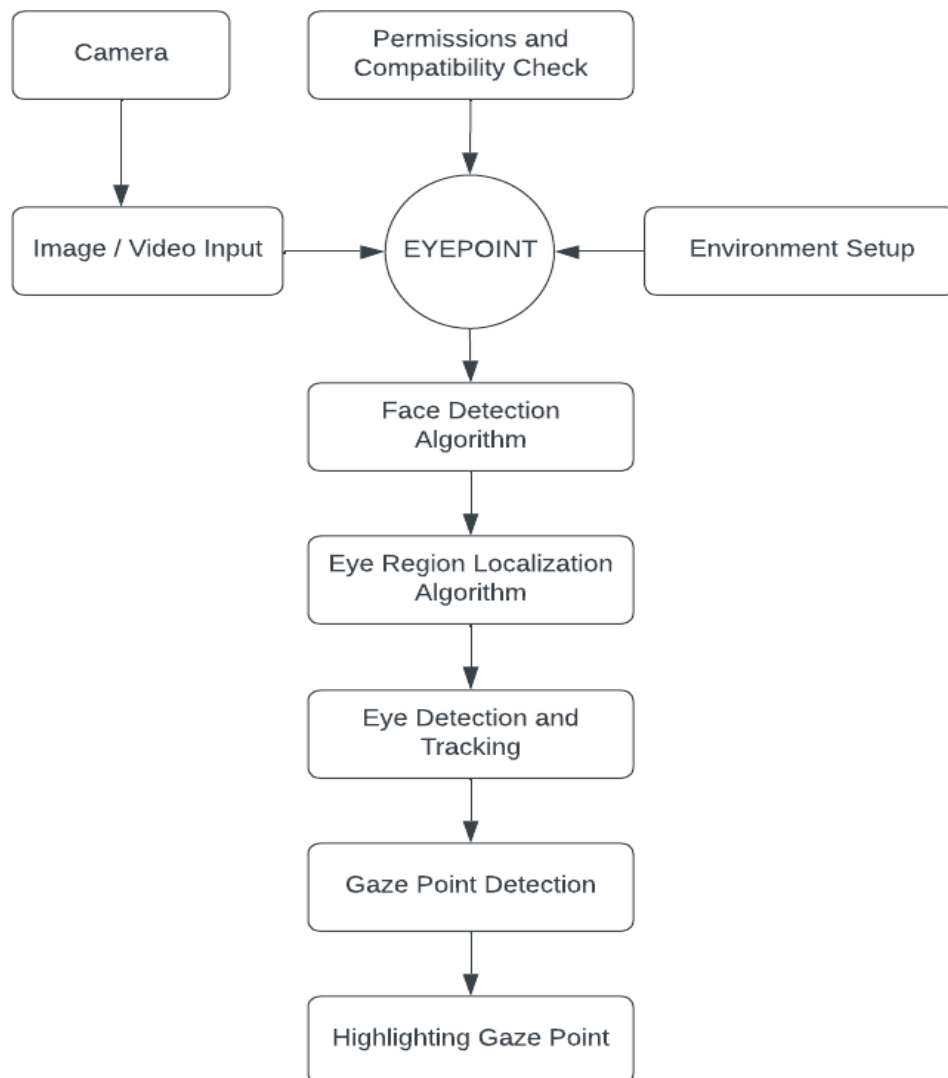 Camera
Permissions and
Compatibility Check
Image / Video Input
EYEPOINT
Environment Setup
Face Detection
Algorithm
Eye Region Localization
Algorithm
Eye Detection and
Tracking
Gaze Point Detection
Highlighting Gaze Point